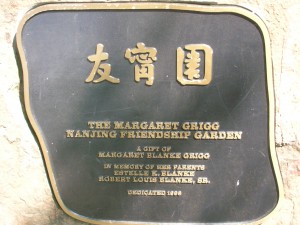 友寗園
THE MARGARET GRIGG
NANJING FRIENDSHIP GARDEN
A GIFT OF
MARGARET BLANKE GRIGG
IN MEMORY OF HER PARENTS
ESTELLE K. BLANKE
ROBERT LOUIS BLANKE, SR.
DEDICATED 1996